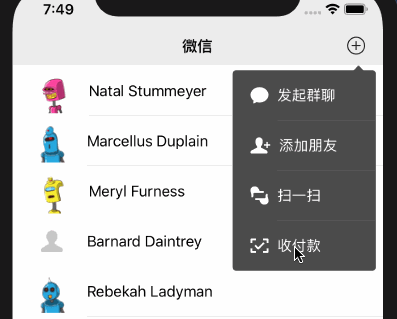 7:49
微信
Natal Stummeyer
Marcellus Duplain
Meryl Furness
Barnard Daintrey
Rebekah Ladyman
发起群聊
添加朋友
扫一扫
收付款